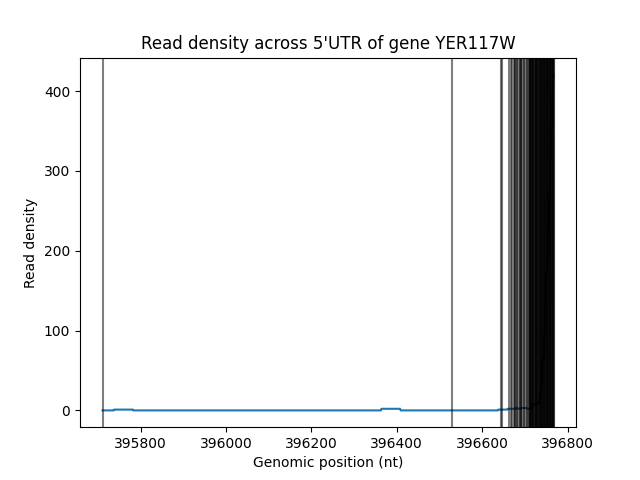 Read density across 5'UTR of gene YER117W
Read density
400
300
200
100
0
395800 396000 396200 396400 396600 396800
Genomic position (nt)